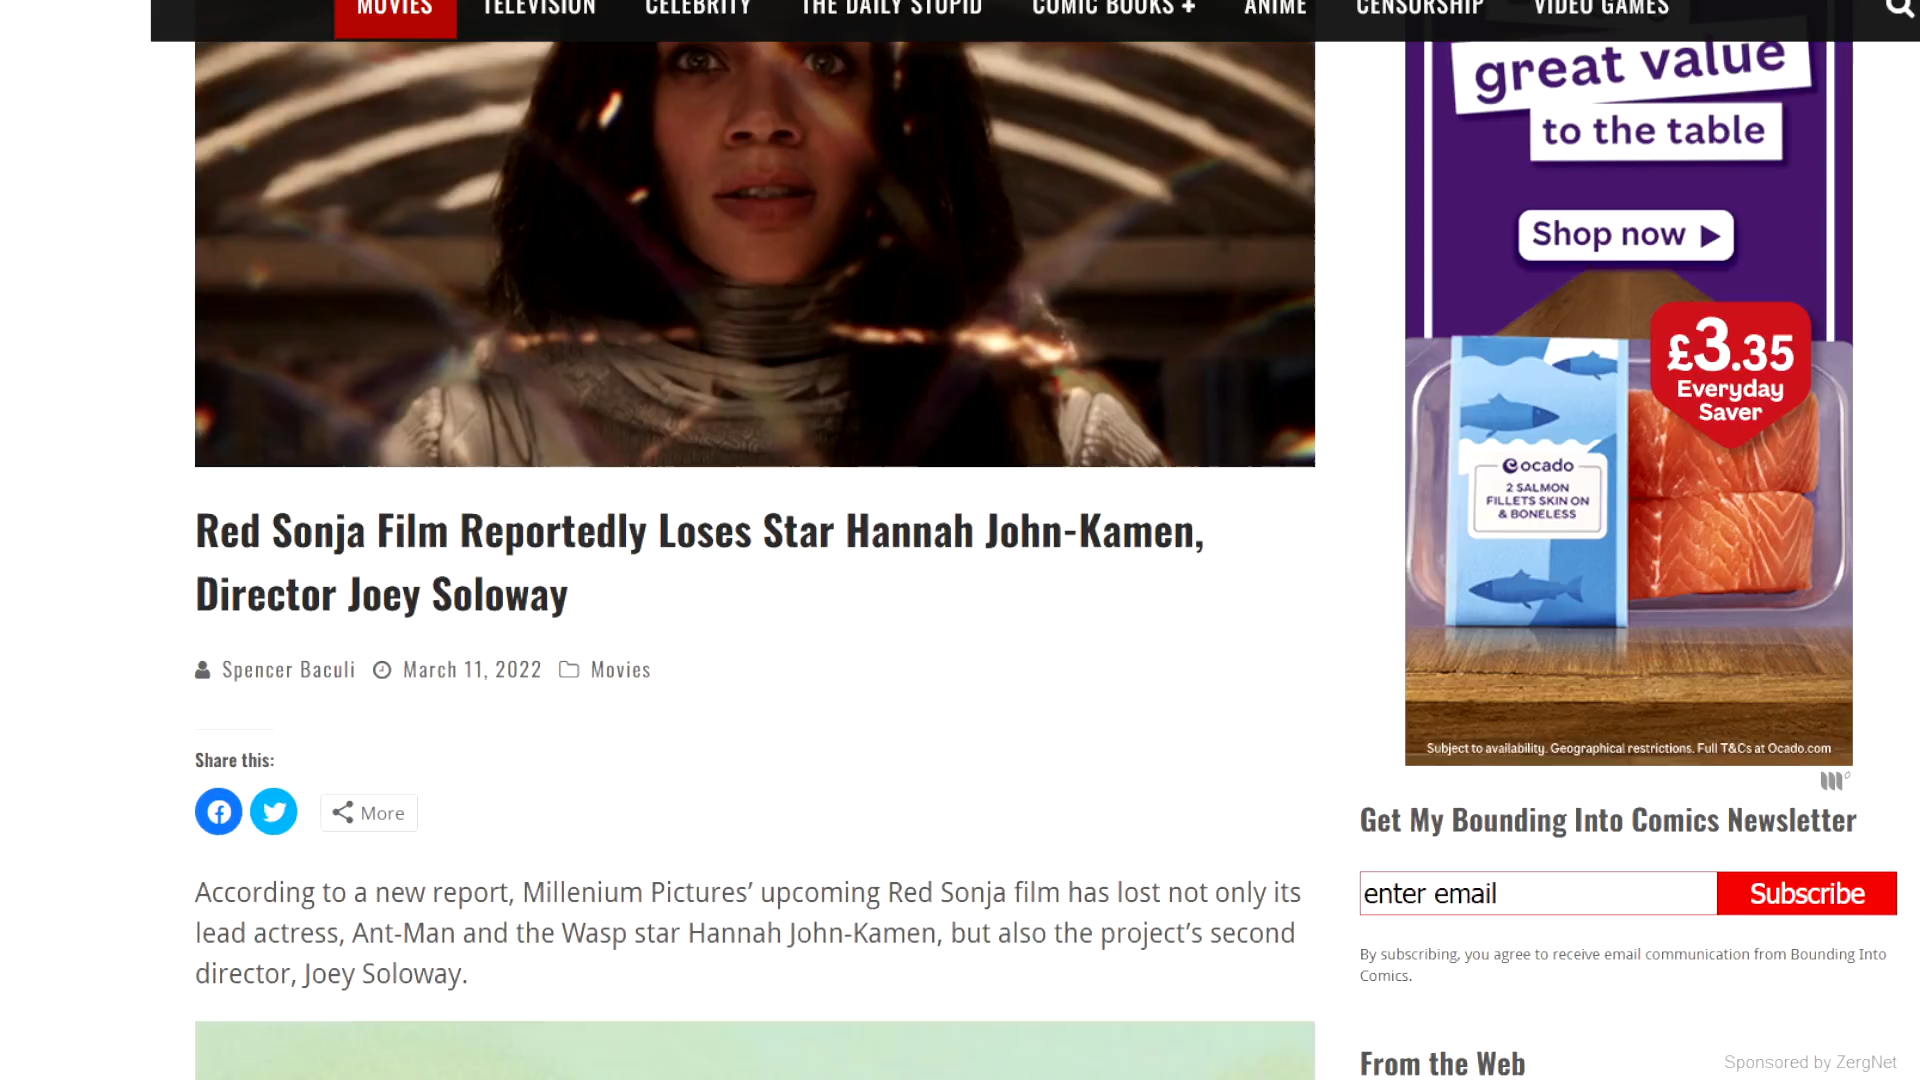 MOVIES TELEVISION CELEBRITY THE DAILY STUPID COMIC BOOKS + ANIME CENSORSHIP VIDEO GAMES
great value
to the table
Shop now
£3.35
Everyday
Saver
ocado
2 SALMON
FILLETS SKIN ON
& BONELESS
Subject to availability. Geographical restrictions. Full T&Cs at Ocado.com
Red Sonja Film Reportedly Loses Star Hannah John-Kamen,
Director Joey Soloway
Spencer Baculi March 11, 2022 Movies
Share this:
More
According to a new report, Millenium Pictures’ upcoming Red Sonja film has lost not only its
lead actress, Ant-Man and the Wasp star Hannah John-Kamen, but also the project’s second
director, Joey Soloway.
Get My Bounding Into Comics Newsletter
enter email Subscribe
By subscribing, you agree to receive email communication from Bounding Into
Comics.
From the Web Sponsored by ZergNet